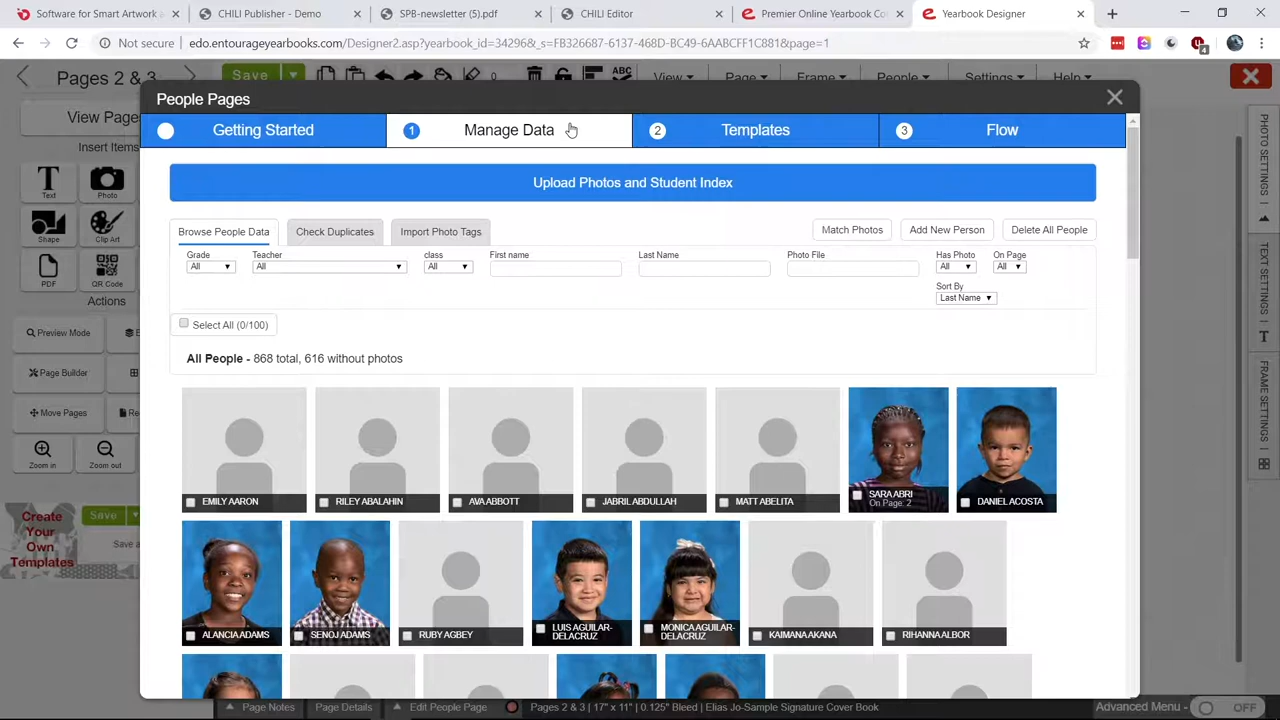 Software for Smart Artwork a
CHILI Publisher - Demo
SPB-newsletter (5).pdf
CHILI Editor
Premier Online Yearbook Co
Yearbook Designer
Not secure | edo.entourageyearbooks.com/Designer2.asp?yearbook_id=34296&_s=FB326687-6137-468D-BC49-6AABCFF1C881&page=1
Pages 2 & 3
Save
0
ABC
View
Page
Frame
People
Settings
Help
People Pages
Getting Started
1 Manage Data
2 Templates
3 Flow
Upload Photos and Student Index
Browse People Data
Check Duplicates
Import Photo Tags
Match Photos
Add New Person
Delete All People
Grade
Teacher
class
First name
Last Name
Photo File
Has Photo
On Page
All
All
All
All
All
Sort By
Last Name
Select All (0/100)
All People - 868 total, 616 without photos
EMILY AARON
RILEY ABALAHIN
AVA ABBOTT
JABRIL ABDULLAH
MATT ABELITA
SARA ABRI
On Page: 2
DANIEL ACOSTA
ALANCIA ADAMS
SENOJ ADAMS
RUBY AGBEY
LUIS AGUILAR-
DELACRUZ
MONICA AGUILAR-
DELACRUZ
KAIMANA AKANA
RIHANNA ALBOR
View Page
Insert Items
Text
Photo
Shape
Clip Art
PDF
QR Code
Actions
Preview Mode
Page Builder
Move Pages
Zoom in
Zoom out
Create
Your
Own
Templates
Save
PHOTO SETTINGS
TEXT SETTINGS
FRAME SETTINGS
Page Notes
Page Details
Edit People Page
Pages 2 & 3 | 17" x 11" | 0.125" Bleed | Elias Jo-Sample Signature Cover Book
Advanced Menu -
OFF